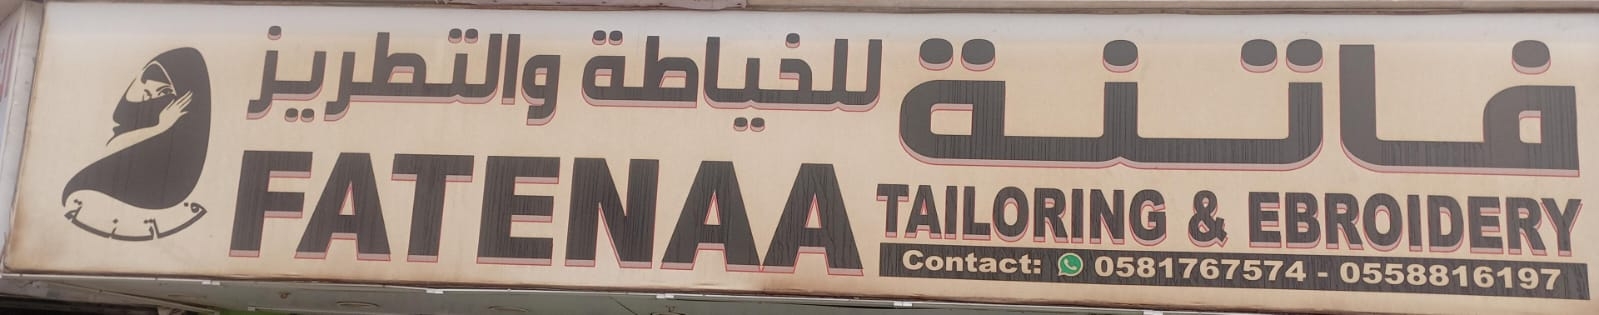 فاتنة للخياطة والتطريز
فاتنة
FATENAA TAILORING & EBROIDERY
Contact: 0581767574 - 0558816197